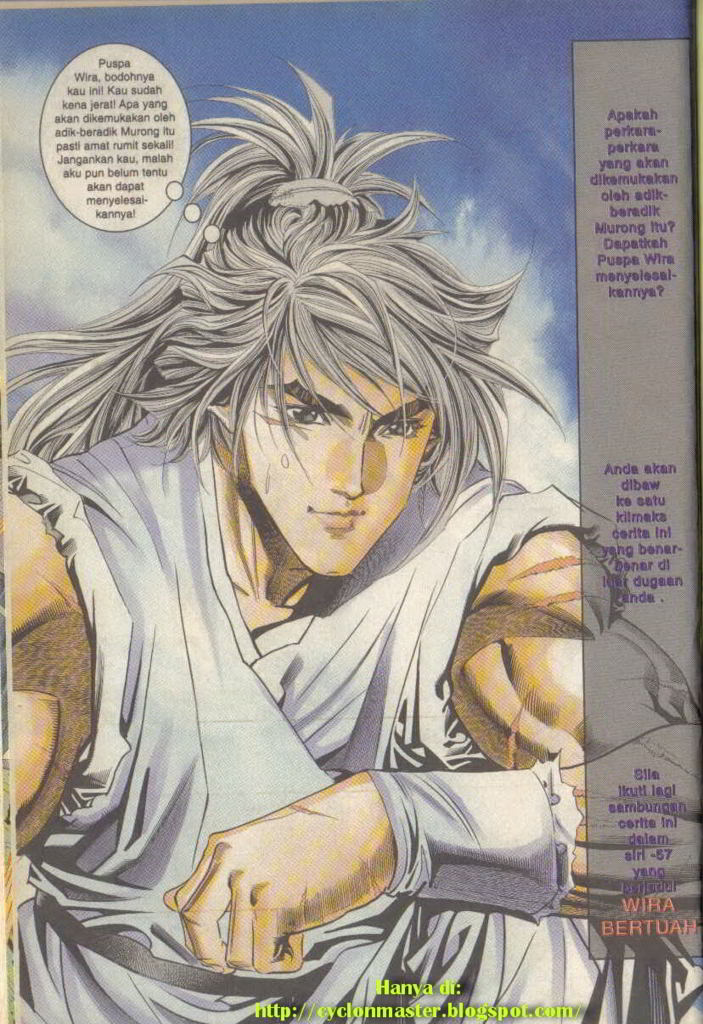 Puspa
Wira, bodohnya
kau ini! Kau sudah
kena jerat! Apa yang
akan dikemukakan oleh
adik-beradik Murong itu
pasti amat rumit sekali!
Jangankan kau, malah
aku pun belum tentu
akan dapat
menyelesai-
kannya!
Apakah
perkara-
perkara
yang akan
dikemukakan
oleh adik-
beradik
Murong itu?
Dapatkah
Puspa Wira
menyelesai-
kannya?
Anda akan
dibaw
ke satu
klimaks
cerita ini
yang benar-
benar di
luar dugaan
anda .
Sila
ikuti lagi
sambungan
cerita ini
dalam
siri -57
yang
berjudul
WIRA
BERTUAH
Hanya di:
http://cyclonmaster.blogspot.com/